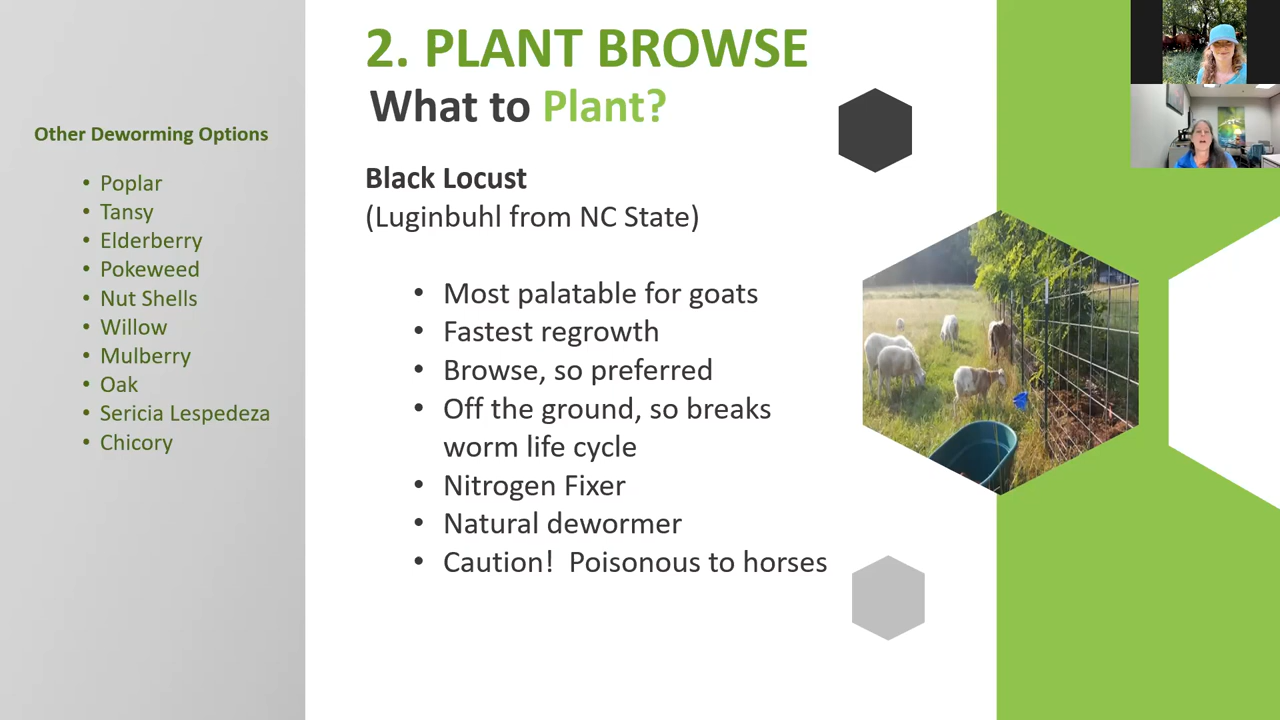 2. PLANT BROWSE
What to Plant?
Other Deworming Options
• Poplar
• Tansy
• Elderberry
• Pokeweed
• Nut Shells
• Willow
• Mulberry
• Oak
• Sericia Lespedeza
• Chicory
Black Locust
(Luginbuhl from NC State)
• Most palatable for goats
• Fastest regrowth
• Browse, so preferred
• Off the ground, so breaks
worm life cycle
• Nitrogen Fixer
• Natural dewormer
• Caution!  Poisonous to horses